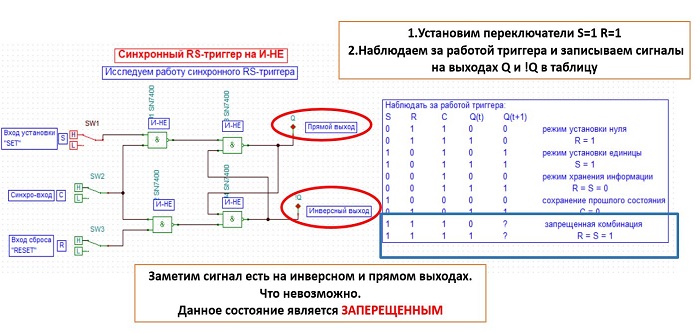 1.Установим переключатели S=1 R=1
2.Наблюдаем за работой триггера и записываем сигналы
на выходах Q и !Q в таблицу
Синхронный RS-триггер на И-НЕ
Исследуем работу синхронного RS-триггера
SN7400
SN7400
И-НЕ
И-НЕ
SW1
Вход установки
"SET"
S
H
L
&
&
Q
Прямой выход
SW2
Синхро-вход
C
H
L
SN7400
SN7400
И-НЕ
И-НЕ
!Q
Инверсный выход
&
&
SW3
Вход сброса
"RESET"
R
H
L
Наблюдать за работой триггера:
S R C Q(t) Q(t+1)
0 1 1 0 0 режим установки нуля
0 1 1 1 0 R = 1
1 0 1 0 1 режим установки единицы
1 0 1 1 1 S = 1
0 0 1 0 0 режим хранения информации
0 0 1 1 1 R = S = 0
1 0 0 0 0 сохранение прошлого состояния
0 1 0 1 1 C = 0
1 1 1 0 ? запрещенная комбинация
1 1 1 1 ? R = S = 1
Заметим сигнал есть на инверсном и прямом выходах.
Что невозможно.
Данное состояние является ЗАПЕРЕЩЕННЫМ